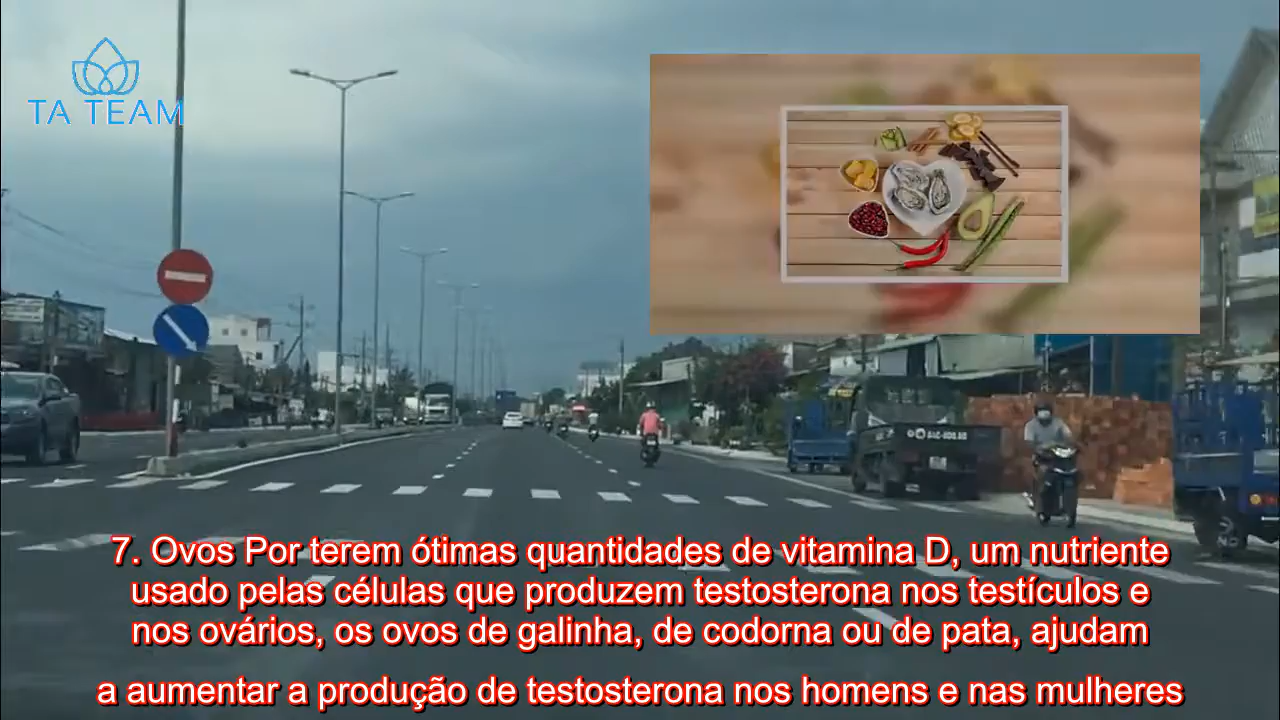 TA TEAM
7. Ovos Por terem ótimas quantidades de vitamina D, um nutriente
usado pelas células que produzem testosterona nos testículos e
nos ovários, os ovos de galinha, de codorna ou de pata, ajudam
a aumentar a produção de testosterona nos homens e nas mulheres